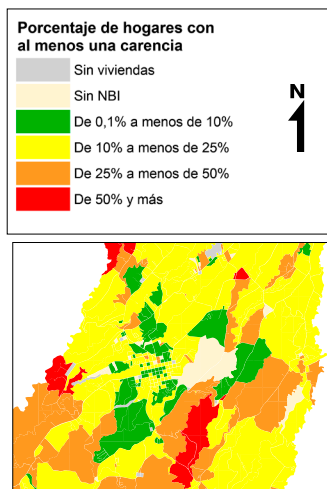 Porcentaje de hogares con
al menos una carencia
Sin viviendas
Sin NBI
De 0,1% a menos de 10%
De 10% a menos de 25%
De 25% a menos de 50%
De 50% y más
N